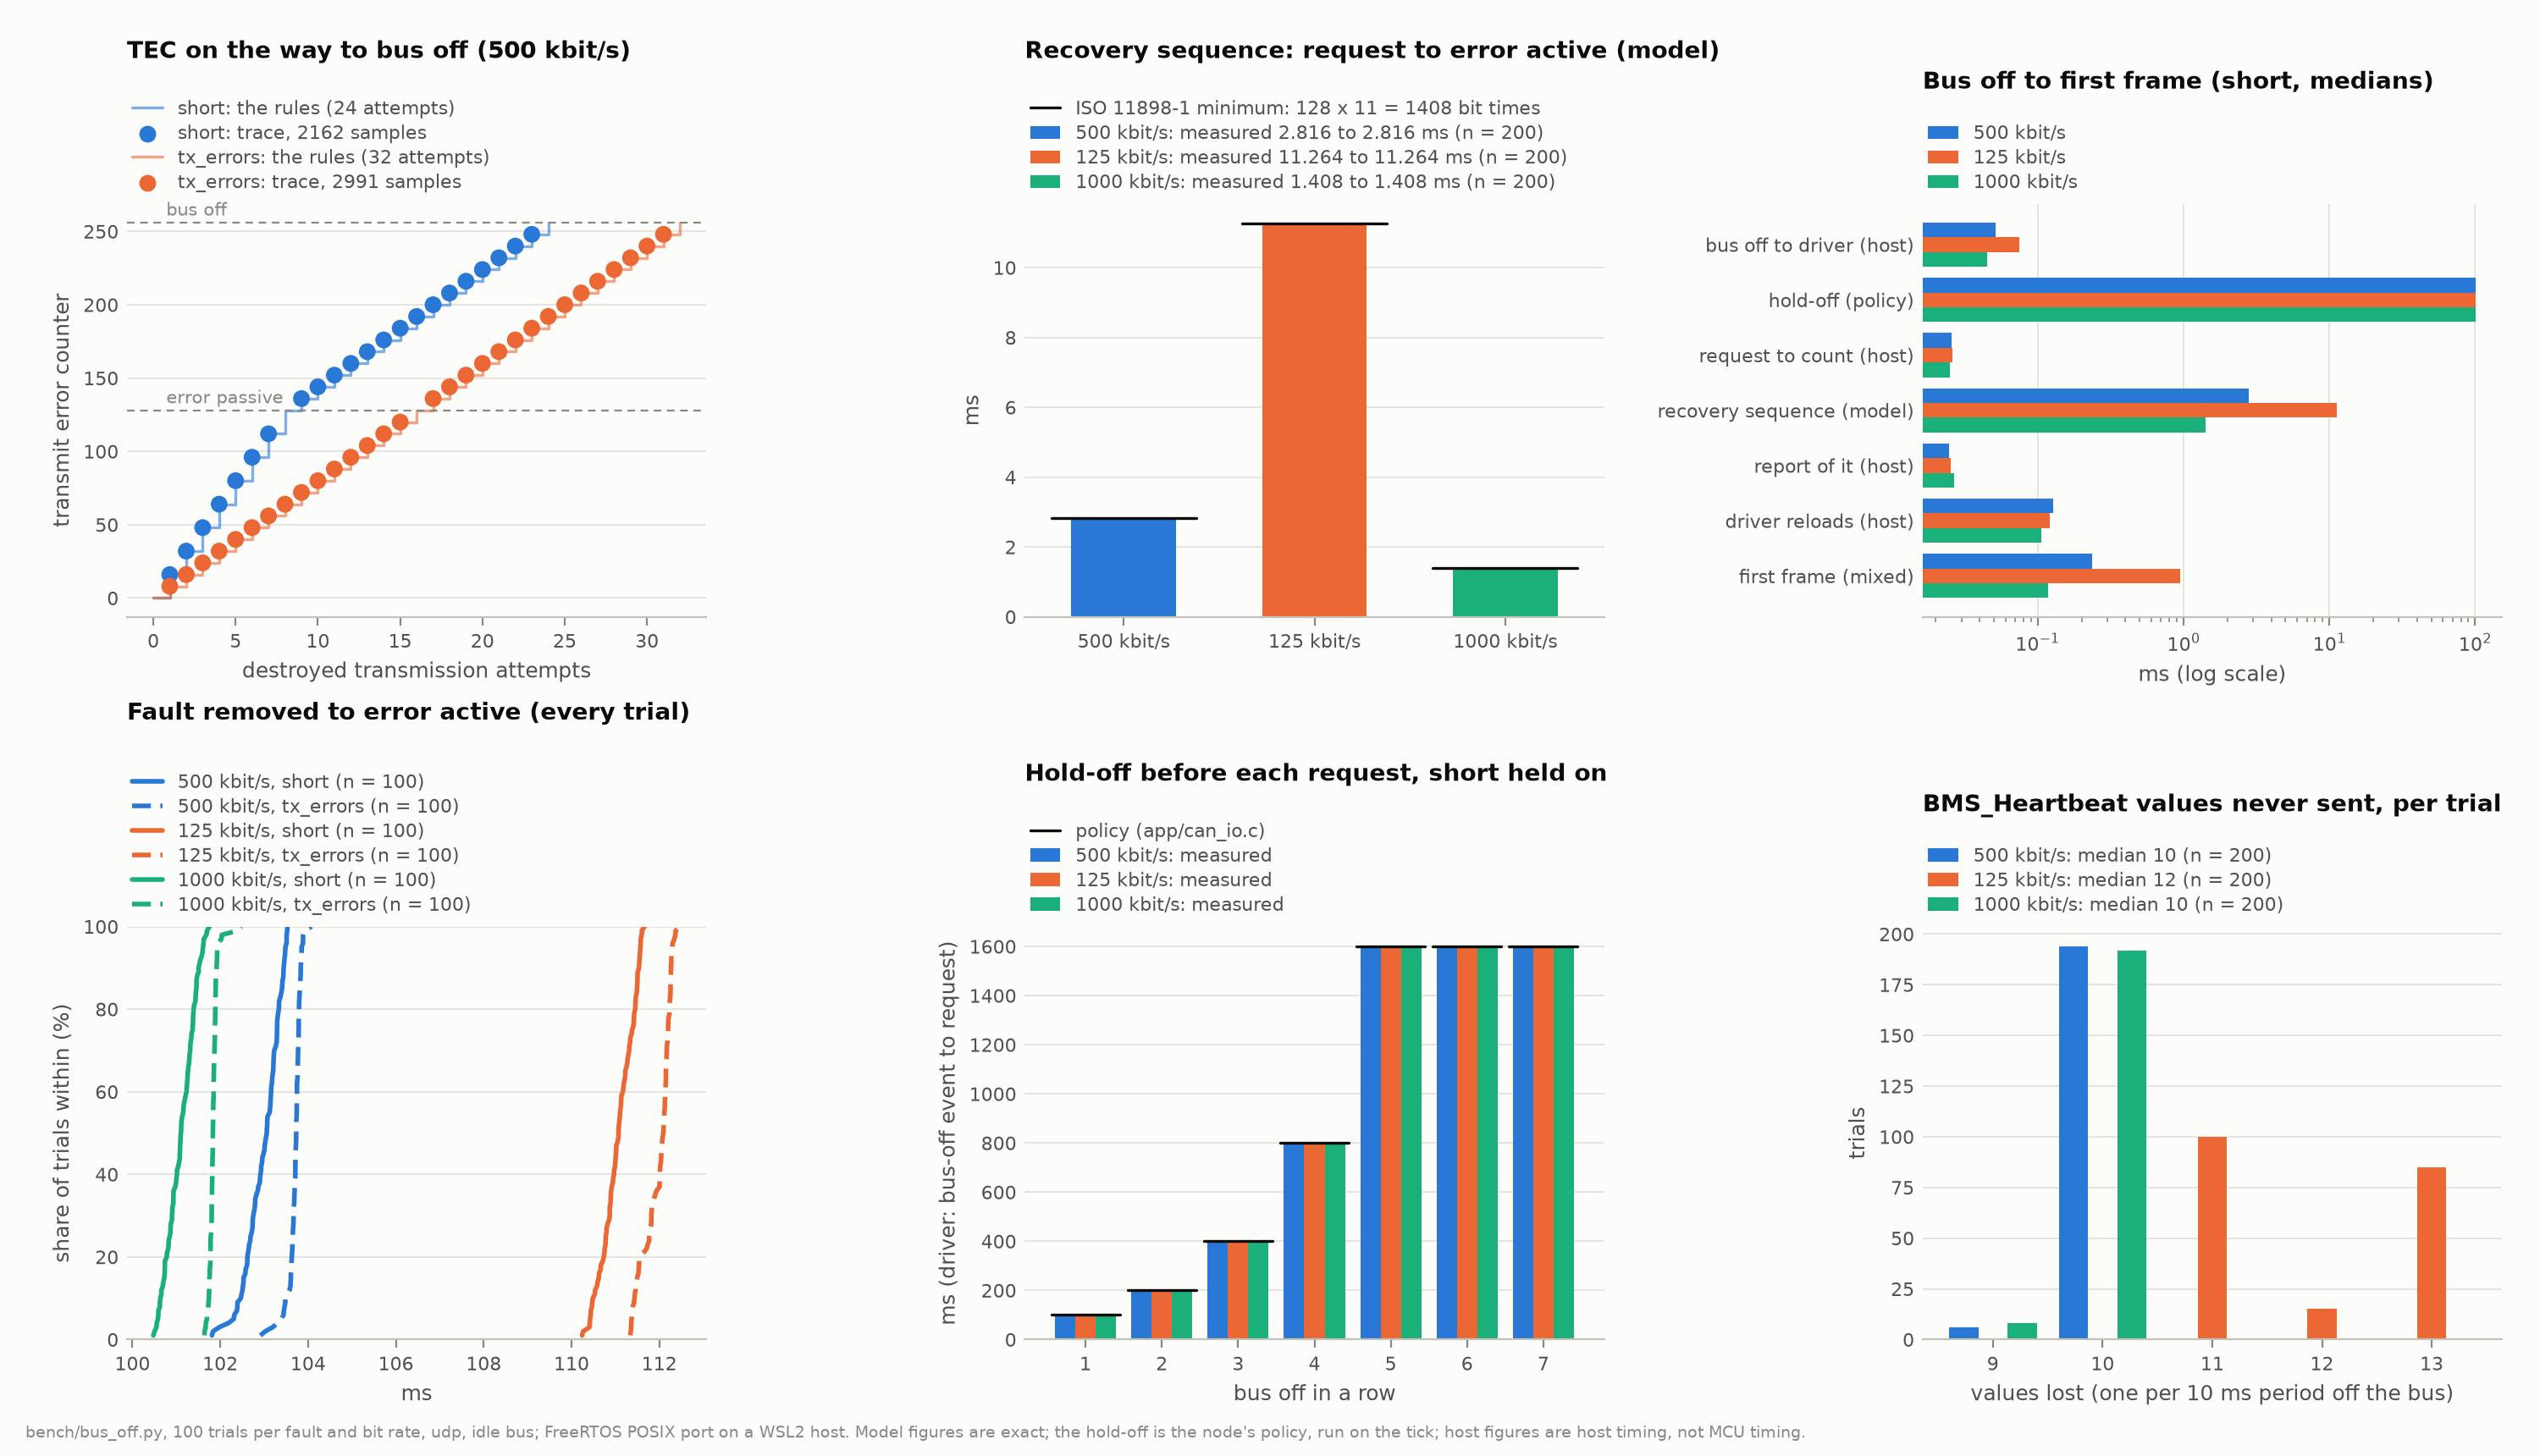 TEC on the way to bus off (500 kbit/s)
short: the rules (24 attempts)
short: trace, 2162 samples
tx_errors: the rules (32 attempts)
tx_errors: trace, 2991 samples
bus off
error passive
250
200
150
100
50
0
transmit error counter
0 5 10 15 20 25 30
destroyed transmission attempts
Recovery sequence: request to error active (model)
ISO 11898-1 minimum: 128 x 11 = 1408 bit times
500 kbit/s: measured 2.816 to 2.816 ms (n = 200)
125 kbit/s: measured 11.264 to 11.264 ms (n = 200)
1000 kbit/s: measured 1.408 to 1.408 ms (n = 200)
10
8
6
4
2
0
ms
500 kbit/s 125 kbit/s 1000 kbit/s
Bus off to first frame (short, medians)
500 kbit/s
125 kbit/s
1000 kbit/s
bus off to driver (host)
hold-off (policy)
request to count (host)
recovery sequence (model)
report of it (host)
driver reloads (host)
first frame (mixed)
10⁻¹ 10⁰ 10¹ 10²
ms (log scale)
Fault removed to error active (every trial)
500 kbit/s, short (n = 100)
500 kbit/s, tx_errors (n = 100)
125 kbit/s, short (n = 100)
125 kbit/s, tx_errors (n = 100)
1000 kbit/s, short (n = 100)
1000 kbit/s, tx_errors (n = 100)
100
80
60
40
20
0
share of trials within (%)
100 102 104 106 108 110 112
ms
Hold-off before each request, short held on
policy (app/can_io.c)
500 kbit/s: measured
125 kbit/s: measured
1000 kbit/s: measured
1600
1400
1200
1000
800
600
400
200
0
ms (driver: bus-off event to request)
1 2 3 4 5 6 7
bus off in a row
BMS_Heartbeat values never sent, per trial
500 kbit/s: median 10 (n = 200)
125 kbit/s: median 12 (n = 200)
1000 kbit/s: median 10 (n = 200)
200
175
150
125
100
75
50
25
0
trials
9 10 11 12 13
values lost (one per 10 ms period off the bus)
bench/bus_off.py, 100 trials per fault and bit rate, udp, idle bus; FreeRTOS POSIX port on a WSL2 host. Model figures are exact; the hold-off is the node's policy, run on the tick; host figures are host timing, not MCU timing.